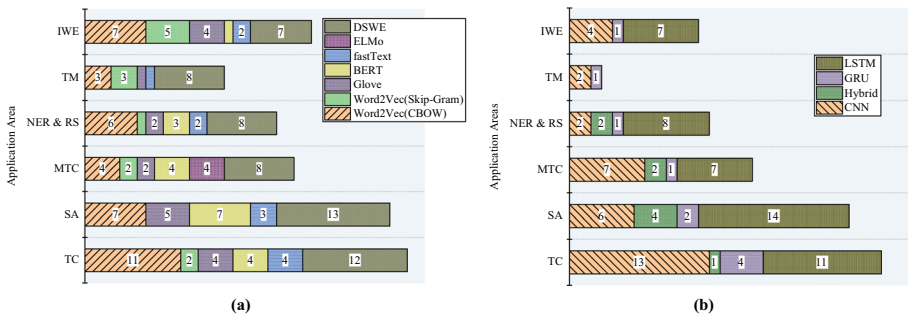 Application Area
IWE
7
5
4
2
7
TM
3
3
8
NER & RS
6
2
3
2
8
MTC
4
2
2
4
4
8
SA
7
5
7
3
13
TC
11
2
4
4
4
12
DSWE
ELMo
fastText
BERT
Glove
Word2Vec(Skip-Gram)
Word2Vec(CBOW)
(a)
Application Areas
IWE
4
1
7
TM
2
1
NER & RS
2
2
1
8
MTC
7
2
1
7
SA
6
4
2
14
TC
13
1
4
11
LSTM
GRU
Hybrid
CNN
(b)